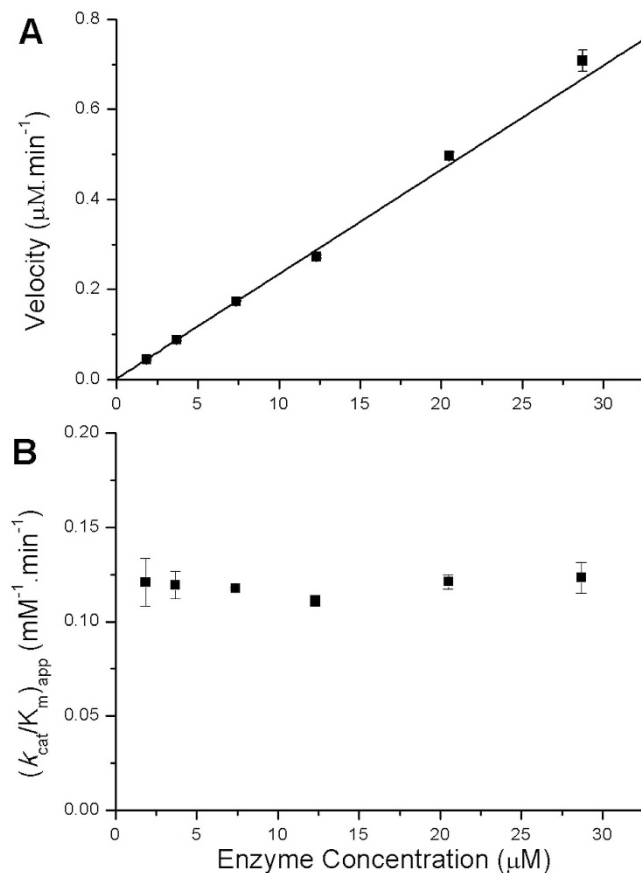 A
Velocity (μM.min⁻¹)
0.8
0.6
0.4
0.2
0.0
0 5 10 15 20 25 30
B
(kcat/Km)app (mM⁻¹.min⁻¹)
0.20
0.15
0.10
0.05
0.00
0 5 10 15 20 25 30
Enzyme Concentration (μM)